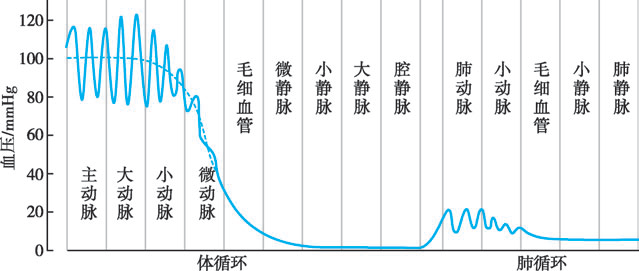 血压/mmHg
120
100
80
60
40
20
0
主动脉
大动脉
小动脉
微动脉
毛细血管
微静脉
小静脉
大静脉
腔静脉
肺动脉
小动脉
毛细血管
小静脉
肺静脉
体循环
肺循环